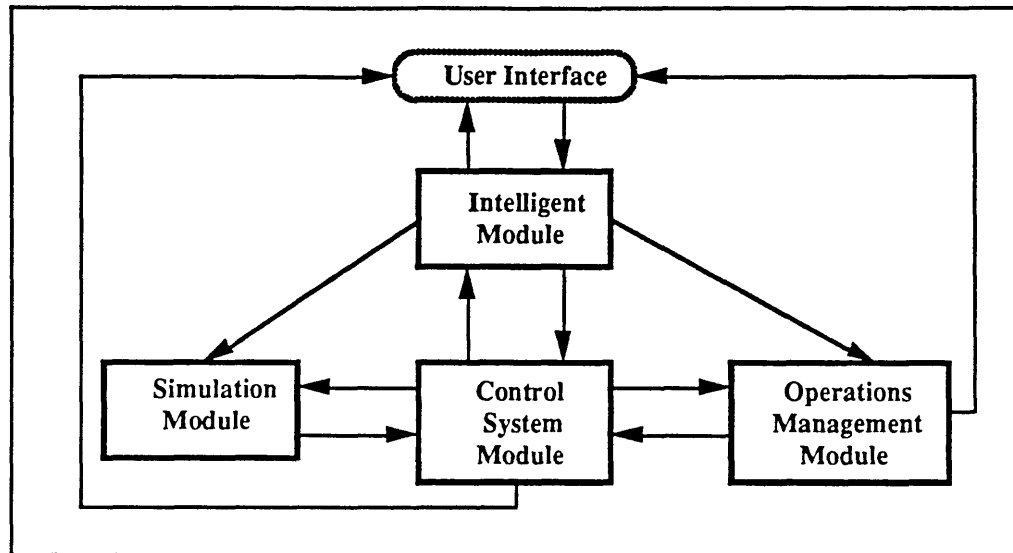 User Interface
Intelligent
Module
Simulation
Module
Control
System
Module
Operations
Management
Module